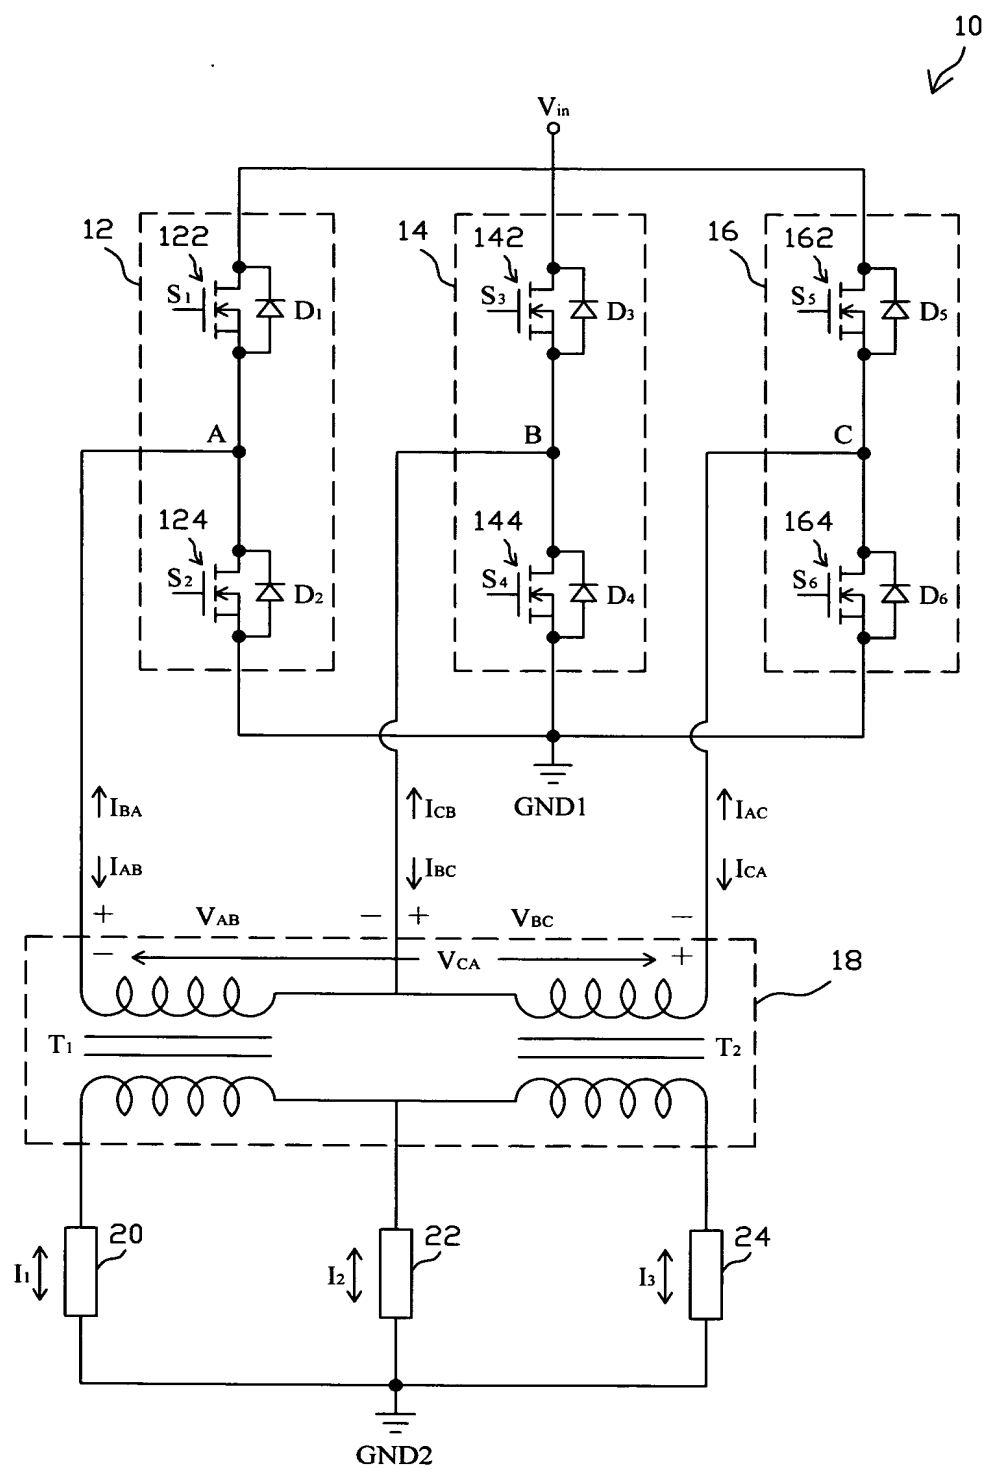 10
Vin
12 122 14 142 16 162
S1 D1 S3 D3 S5 D5
A B C
124 144 164
S2 D2 S4 D4 S6 D6
GND1
IBA ICB IAC
IAB IBC ICA
+ VAB − + VBC −
− VCA + 18
T1 T2
20 22 24
I1 I2 I3
GND2